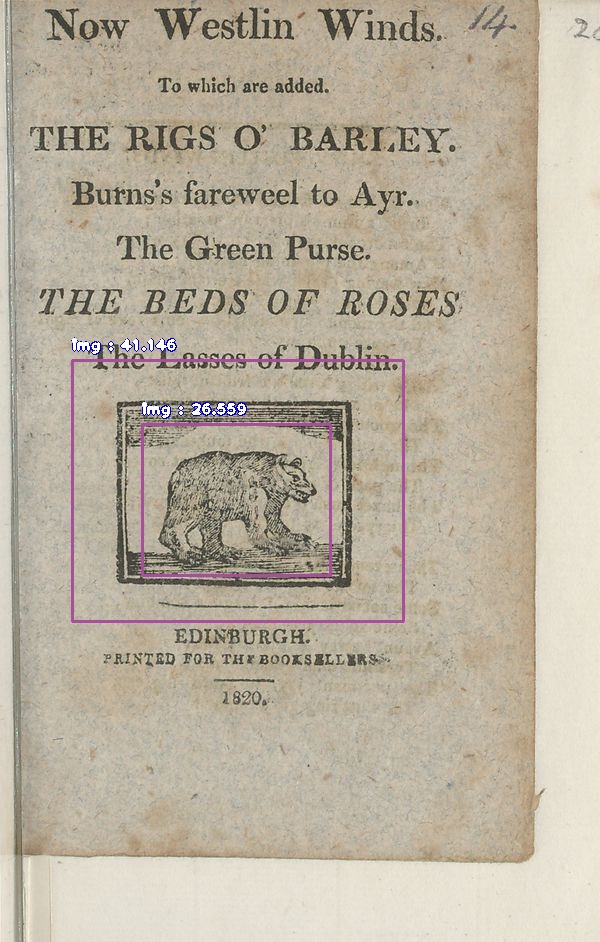 Now Westlin Winds.
14
20
To which are added.
THE RIGS O' BARLEY.
Burns's fareweel to Ayr.
The Green Purse.
THE BEDS OF ROSES
The Lasses of Dublin.
Img : 41.146
Img : 26.559
EDINBURGH.
PRINTED FOR THE BOOKSELLERS
1820.